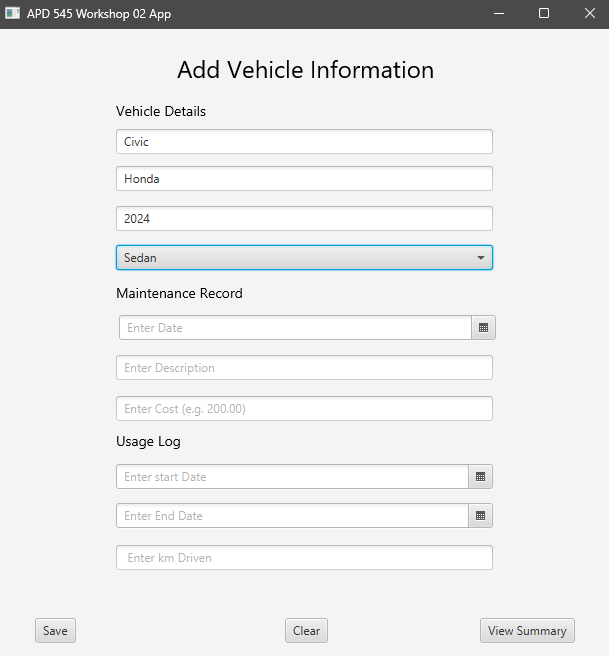 APD 545 Workshop 02 App
Add Vehicle Information
Vehicle Details
Civic
Honda
2024
Sedan
Maintenance Record
Enter Date
Enter Description
Enter Cost (e.g. 200.00)
Usage Log
Enter start Date
Enter End Date
Enter km Driven
Save Clear View Summary